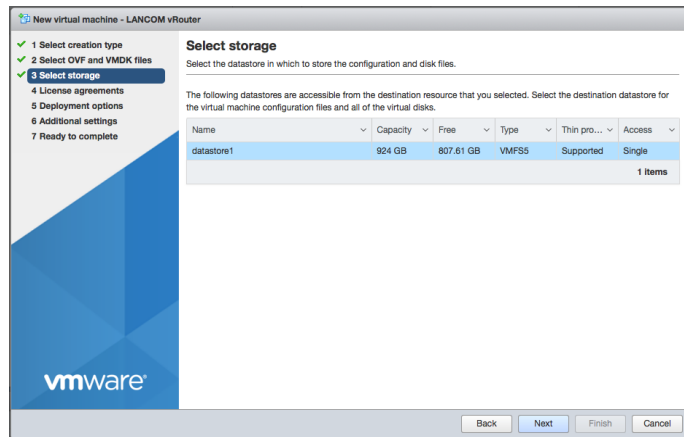 New virtual machine - LANCOM vRouter
1 Select creation type
2 Select OVF and VMDK files
3 Select storage
4 License agreements
5 Deployment options
6 Additional settings
7 Ready to complete
Select storage
Select the datastore in which to store the configuration and disk files.
The following datastores are accessible from the destination resource that you selected. Select the destination datastore for
the virtual machine configuration files and all of the virtual disks.
Name Capacity Free Type Thin pro... Access
datastore1 924 GB 807.61 GB VMFS5 Supported Single
1 items
vmware®
Back Next Finish Cancel